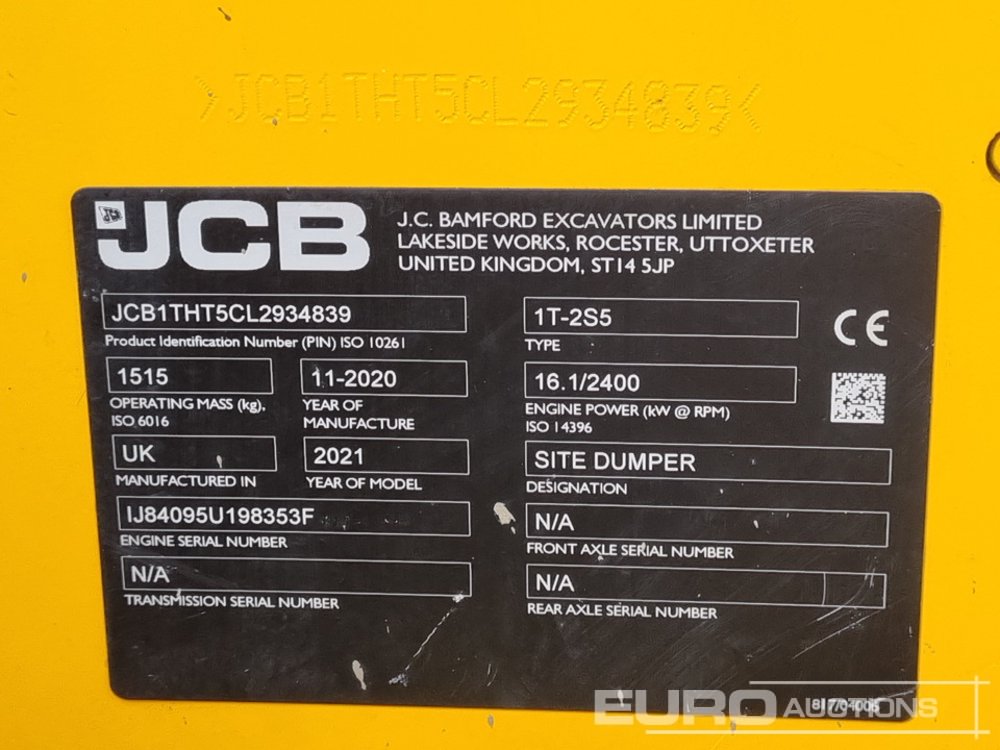 >JCB1THT5CL2934839<
JCB
J.C. BAMFORD EXCAVATORS LIMITED
LAKESIDE WORKS, ROCESTER, UTTOXETER
UNITED KINGDOM, ST14 5JP
JCB1THT5CL2934839
Product Identification Number (PIN) ISO 10261
1T-2S5
TYPE
CE
1515
OPERATING MASS (kg),
ISO 6016
11-2020
YEAR OF
MANUFACTURE
16.1/2400
ENGINE POWER (kW @ RPM)
ISO 14396
UK
MANUFACTURED IN
2021
YEAR OF MODEL
SITE DUMPER
DESIGNATION
IJ84095U198353F
ENGINE SERIAL NUMBER
N/A
FRONT AXLE SERIAL NUMBER
N/A
TRANSMISSION SERIAL NUMBER
N/A
REAR AXLE SERIAL NUMBER
817/04006
EURO AUCTIONS